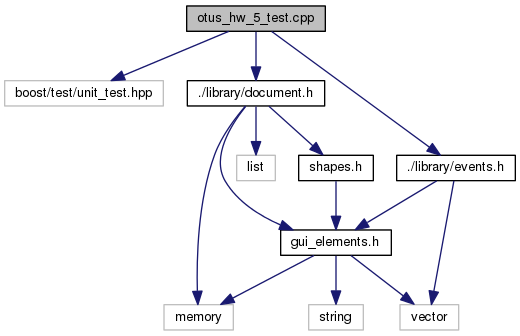 otus_hw_5_test.cpp
boost/test/unit_test.hpp
./library/document.h
list
shapes.h
./library/events.h
gui_elements.h
memory
string
vector